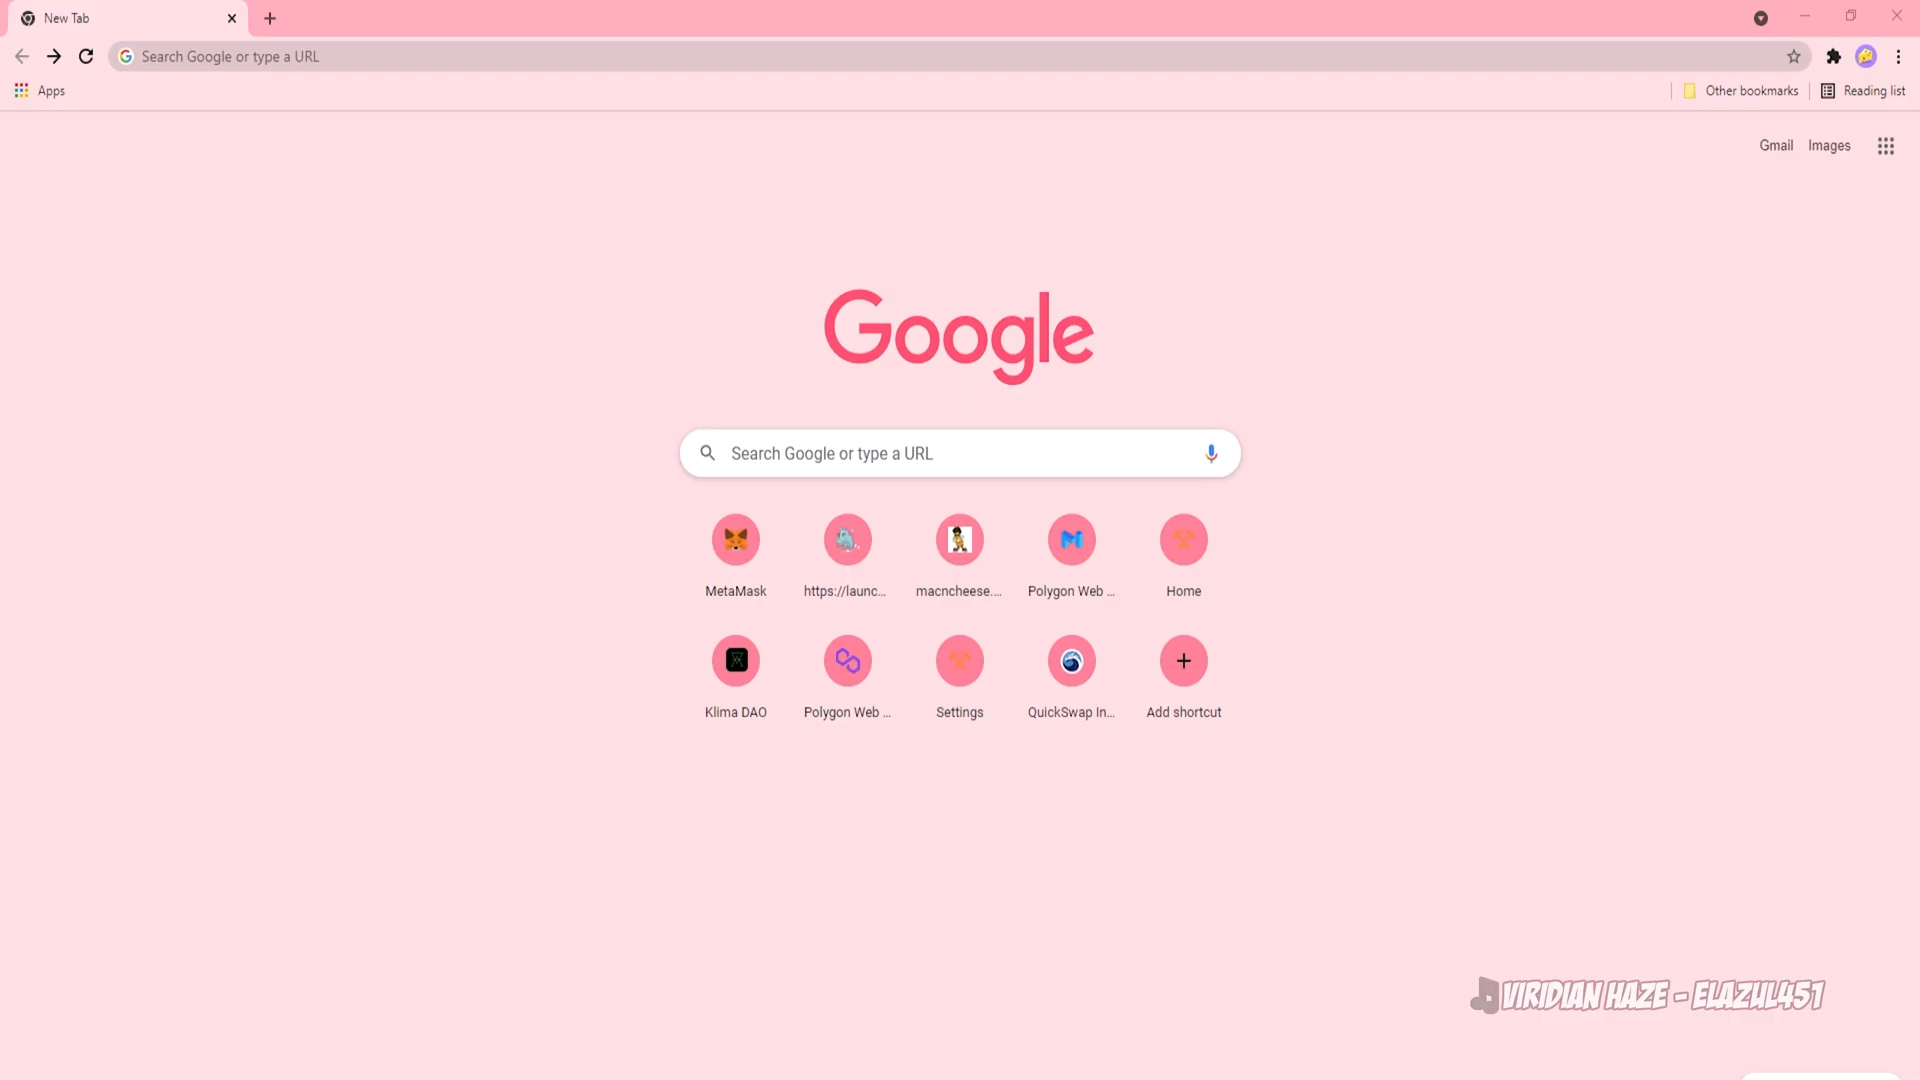 New Tab
Search Google or type a URL
Apps
Other bookmarks
Reading list
Gmail
Images
Google
Search Google or type a URL
MetaMask
https://launc...
macncheese....
Polygon Web ...
Home
Klima DAO
Polygon Web ...
Settings
QuickSwap In...
Add shortcut
VIRIDIAN HAZE - ELAZUL451